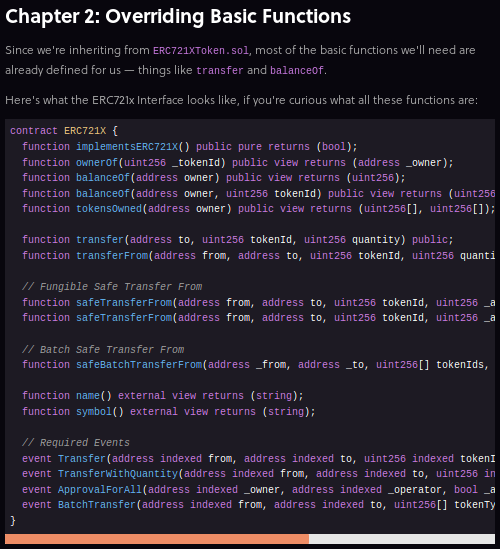 Chapter 2: Overriding Basic Functions
Since we're inheriting from ERC721XToken.sol, most of the basic functions we'll need are
already defined for us — things like transfer and balanceOf.
Here's what the ERC721x Interface looks like, if you're curious what all these functions are:
contract ERC721X {
function implementsERC721X() public pure returns (bool);
function ownerOf(uint256 _tokenId) public view returns (address _owner);
function balanceOf(address owner) public view returns (uint256);
function balanceOf(address owner, uint256 tokenId) public view returns (uint256
function tokensOwned(address owner) public view returns (uint256[], uint256[]);
function transfer(address to, uint256 tokenId, uint256 quantity) public;
function transferFrom(address from, address to, uint256 tokenId, uint256 quanti
// Fungible Safe Transfer From
function safeTransferFrom(address from, address to, uint256 tokenId, uint256 _a
function safeTransferFrom(address from, address to, uint256 tokenId, uint256 _a
// Batch Safe Transfer From
function safeBatchTransferFrom(address _from, address _to, uint256[] tokenIds,
function name() external view returns (string);
function symbol() external view returns (string);
// Required Events
event Transfer(address indexed from, address indexed to, uint256 indexed tokenI
event TransferWithQuantity(address indexed from, address indexed to, uint256 in
event ApprovalForAll(address indexed _owner, address indexed _operator, bool _a
event BatchTransfer(address indexed from, address indexed to, uint256[] tokenTy
}